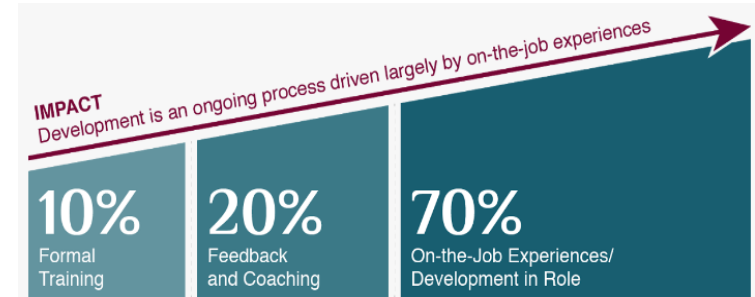 IMPACT
Development is an ongoing process driven largely by on-the-job experiences
10%
Formal
Training
20%
Feedback
and Coaching
70%
On-the-Job Experiences/
Development in Role